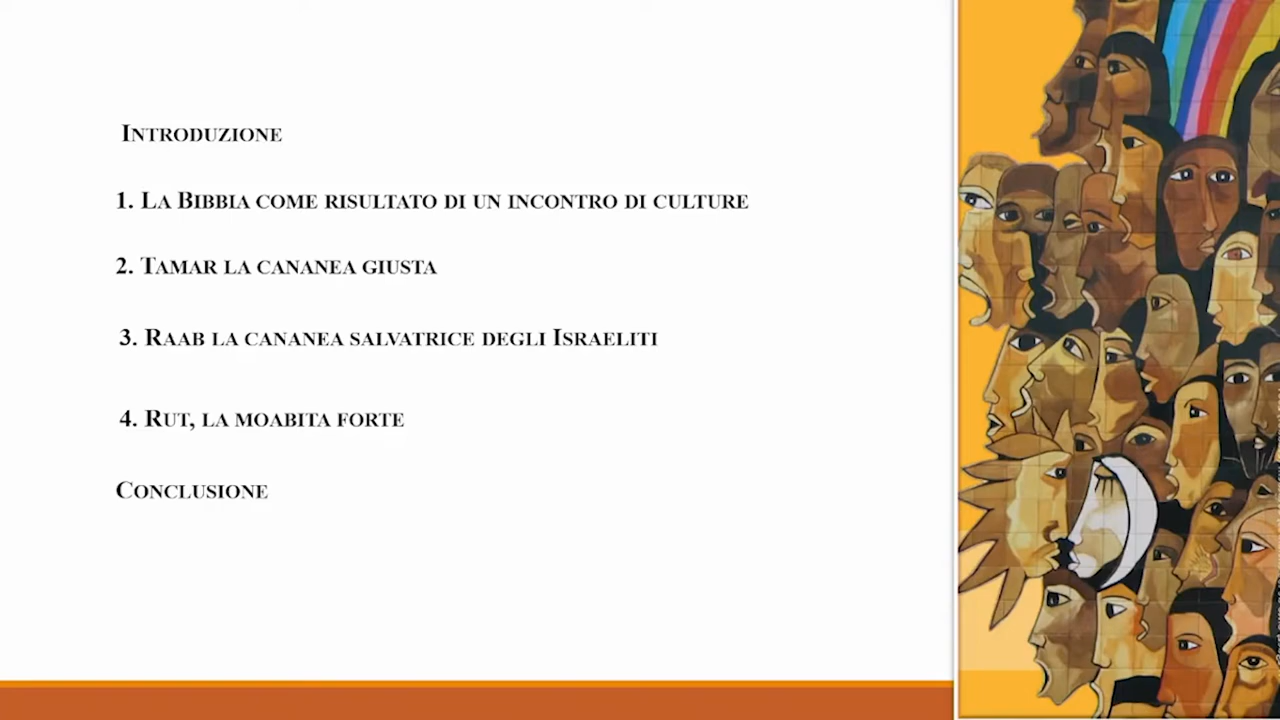 Introduzione
1. La Bibbia come risultato di un incontro di culture
2. Tamar la cananea giusta
3. Raab la cananea salvatrice degli Israeliti
4. Rut, la moabita forte
Conclusione